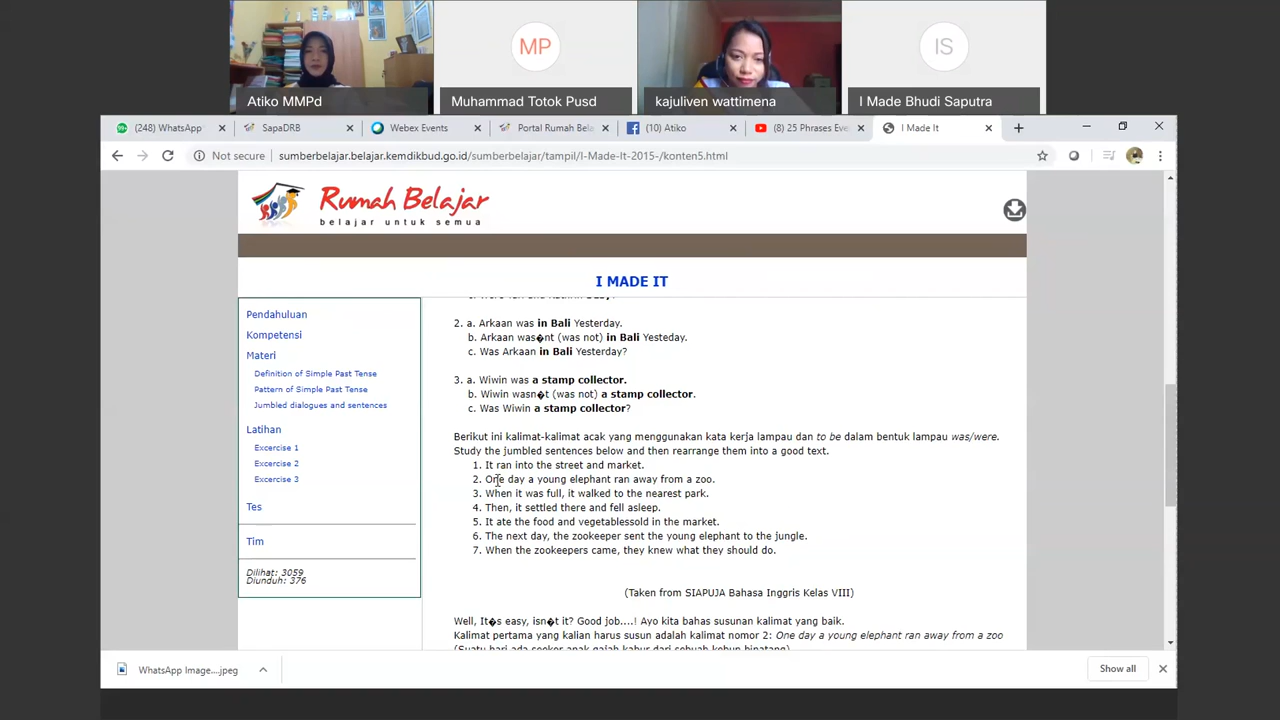 MP
IS
Atiko MMPd
Muhammad Totok Pusd
kajuliven wattimena
I Made Bhudi Saputra
99+
(248) WhatsApp
SapaDRB
Webex Events
Portal Rumah Bela
(10) Atiko
(8) 25 Phrases Eve
I Made It
Not secure
sumberbelajar.belajar.kemdikbud.go.id/sumberbelajar/tampil/I-Made-It-2015-/konten5.html
Rumah Belajar
belajar untuk semua
I MADE IT
Pendahuluan
Kompetensi
Materi
Definition of Simple Past Tense
Pattern of Simple Past Tense
Jumbled dialogues and sentences
Latihan
Excercise 1
Excercise 2
Excercise 3
Tes
Tim
Dilihat: 3059
Diunduh: 376
2. a. Arkaan was in Bali Yesterday.
b. Arkaan was�nt (was not) in Bali Yesteday.
c. Was Arkaan in Bali Yesterday?
3. a. Wiwin was a stamp collector.
b. Wiwin wasn�t (was not) a stamp collector.
c. Was Wiwin a stamp collector?
Berikut ini kalimat-kalimat acak yang menggunakan kata kerja lampau dan to be dalam bentuk lampau was/were.
Study the jumbled sentences below and then rearrange them into a good text.
1. It ran into the street and market.
2. One day a young elephant ran away from a zoo.
3. When it was full, it walked to the nearest park.
4. Then, it settled there and fell asleep.
5. It ate the food and vegetablessold in the market.
6. The next day, the zookeeper sent the young elephant to the jungle.
7. When the zookeepers came, they knew what they should do.
(Taken from SIAPUJA Bahasa Inggris Kelas VIII)
Well, It�s easy, isn�t it? Good job....! Ayo kita bahas susunan kalimat yang baik.
Kalimat pertama yang kalian harus susun adalah kalimat nomor 2: One day a young elephant ran away from a zoo
(Suatu hari ada seekor anak gajah kabur dari sebuah kebun binatang)
WhatsApp Image....jpeg
Show all